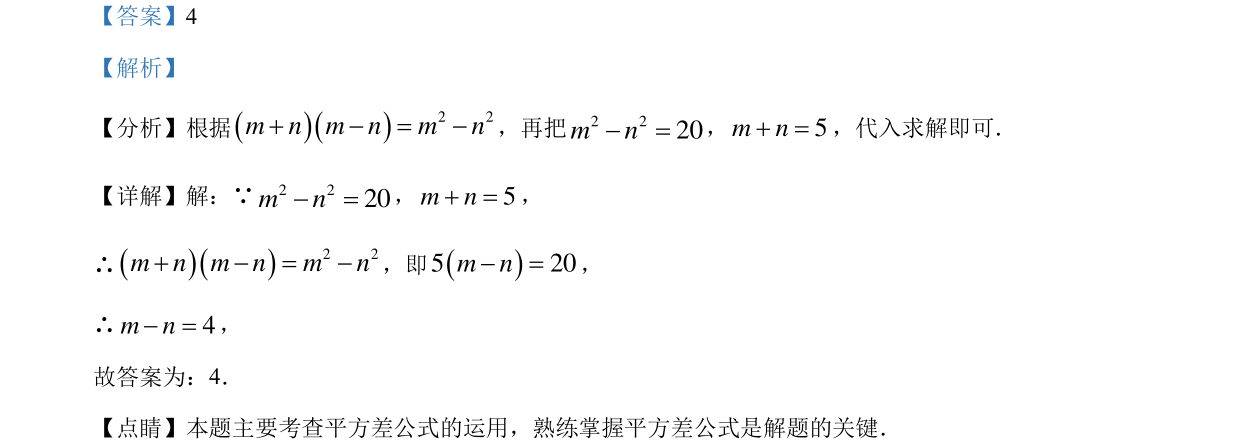 【答案】4
【解析】
【分析】根据(m+n)(m−n)=m²−n²，再把m²−n²=20，m+n=5，代入求解即可．
【详解】解：∵m²−n²=20，m+n=5，
∴(m+n)(m−n)=m²−n²，即5(m−n)=20，
∴m−n=4，
故答案为：4．
【点睛】本题主要考查平方差公式的运用，熟练掌握平方差公式是解题的关键．